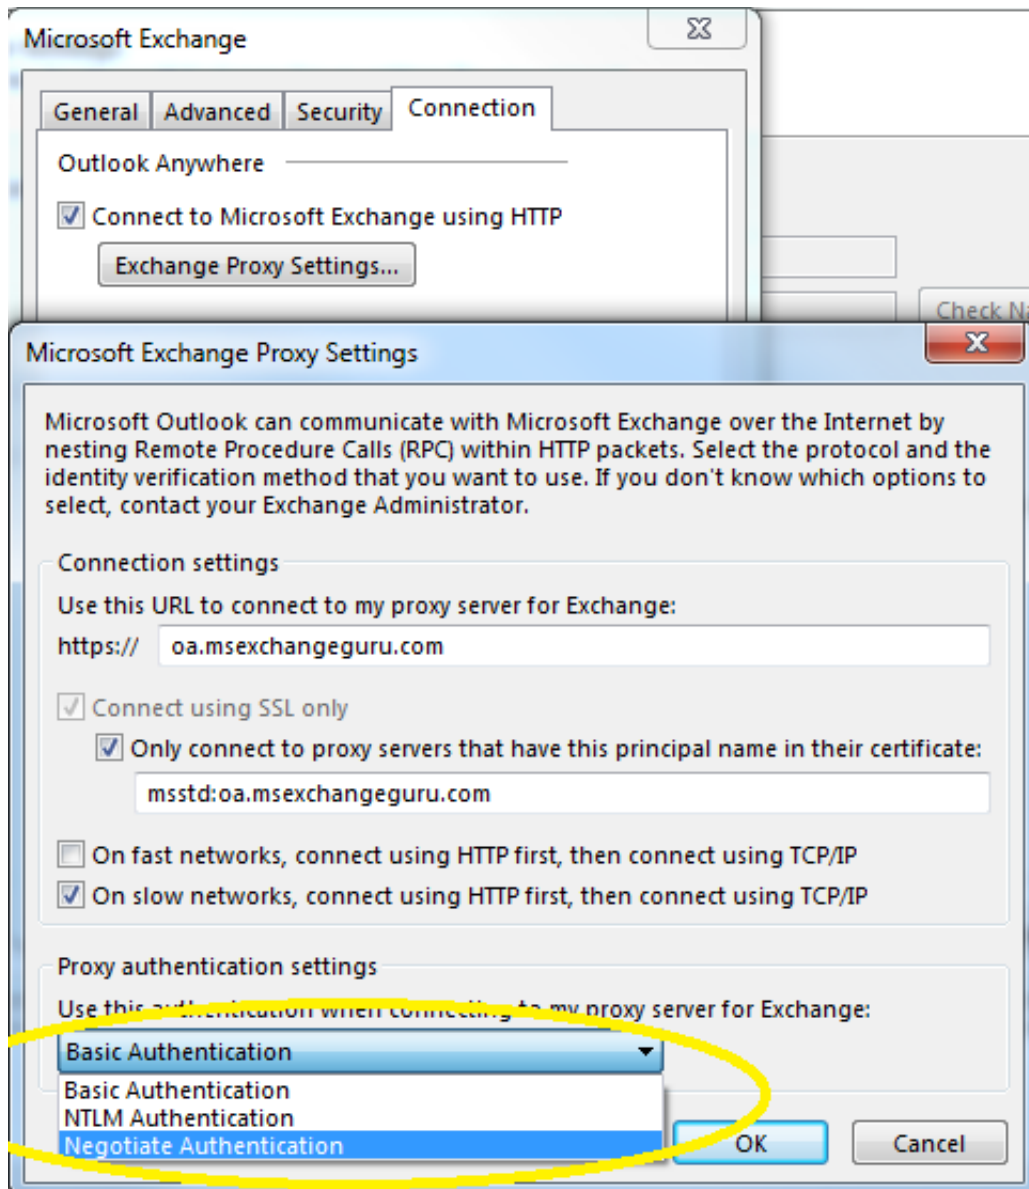 Microsoft Exchange
General Advanced Security Connection
Outlook Anywhere
Connect to Microsoft Exchange using HTTP
Exchange Proxy Settings...
Check
Microsoft Exchange Proxy Settings
Microsoft Outlook can communicate with Microsoft Exchange over the Internet by
nesting Remote Procedure Calls (RPC) within HTTP packets. Select the protocol and the
identity verification method that you want to use. If you don't know which options to
select, contact your Exchange Administrator.
Connection settings
Use this URL to connect to my proxy server for Exchange:
https:// oa.msexchangeguru.com
Connect using SSL only
Only connect to proxy servers that have this principal name in their certificate:
msstd:oa.msexchangeguru.com
On fast networks, connect using HTTP first, then connect using TCP/IP
On slow networks, connect using HTTP first, then connect using TCP/IP
Proxy authentication settings
Use this authentication when connecting to my proxy server for Exchange:
Basic Authentication
Basic Authentication
NTLM Authentication
Negotiate Authentication
OK Cancel